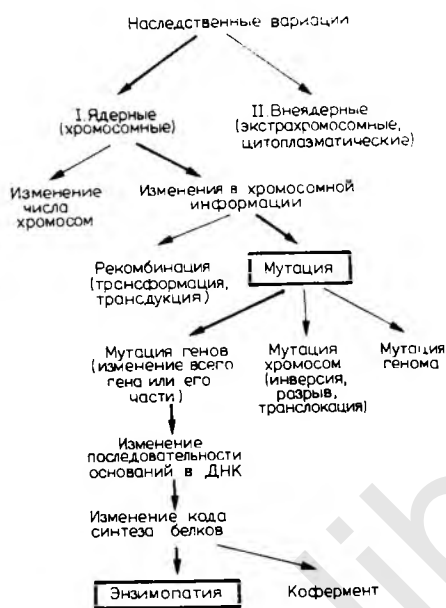 Наследственные вариации
I. Ядерные
(хромосомные)
II. Внеядерные
(экстрахромосомные,
цитоплазматические)
Изменение
числа
хромосом
Изменения в хромосомной
информации
Рекомбинация
(трансформация,
трансдукция)
Мутация
Мутация генов
(изменение всего
гена или его
части)
Мутация
хромосом
(инверсия,
разрыв,
транслокация)
Мутация
генома
Изменение
последовательности
оснований в ДНК
Изменение кода
синтеза белков
Энзимопатия
Кофермент